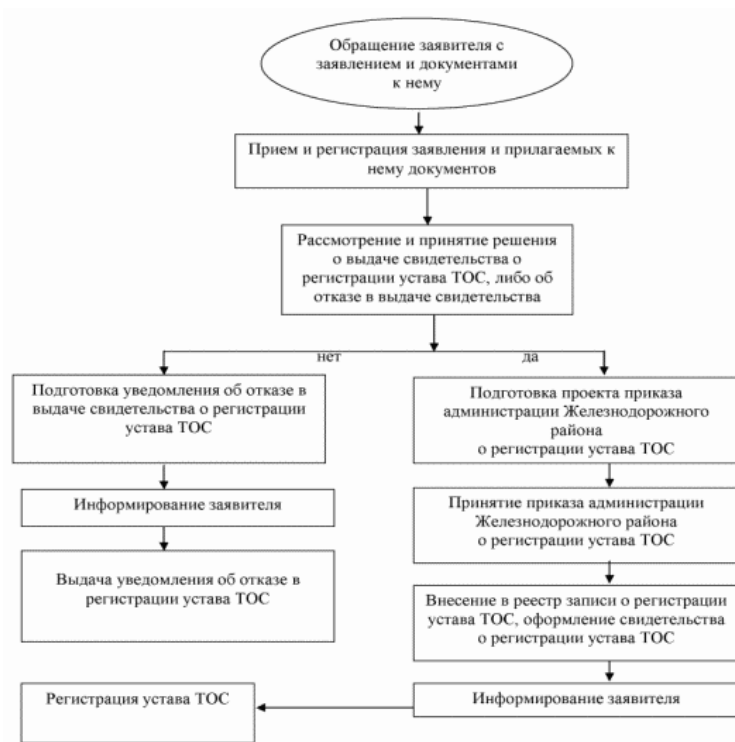 Обращение заявителя с
заявлением и документами
к нему
Прием и регистрация заявления и прилагаемых к
нему документов
Рассмотрение и принятие решения
о выдаче свидетельства о
регистрации устава ТОС, либо об
отказе в выдаче свидетельства
нет
да
Подготовка уведомления об отказе в
выдаче свидетельства о регистрации
устава ТОС
Информирование заявителя
Выдача уведомления об отказе в
регистрации устава ТОС
Подготовка проекта приказа
администрации Железнодорожного
района
о регистрации устава ТОС
Принятие приказа администрации
Железнодорожного района
о регистрации устава ТОС
Внесение в реестр записи о регистрации
устава ТОС, оформление свидетельства
о регистрации устава ТОС
Информирование заявителя
Регистрация устава ТОС